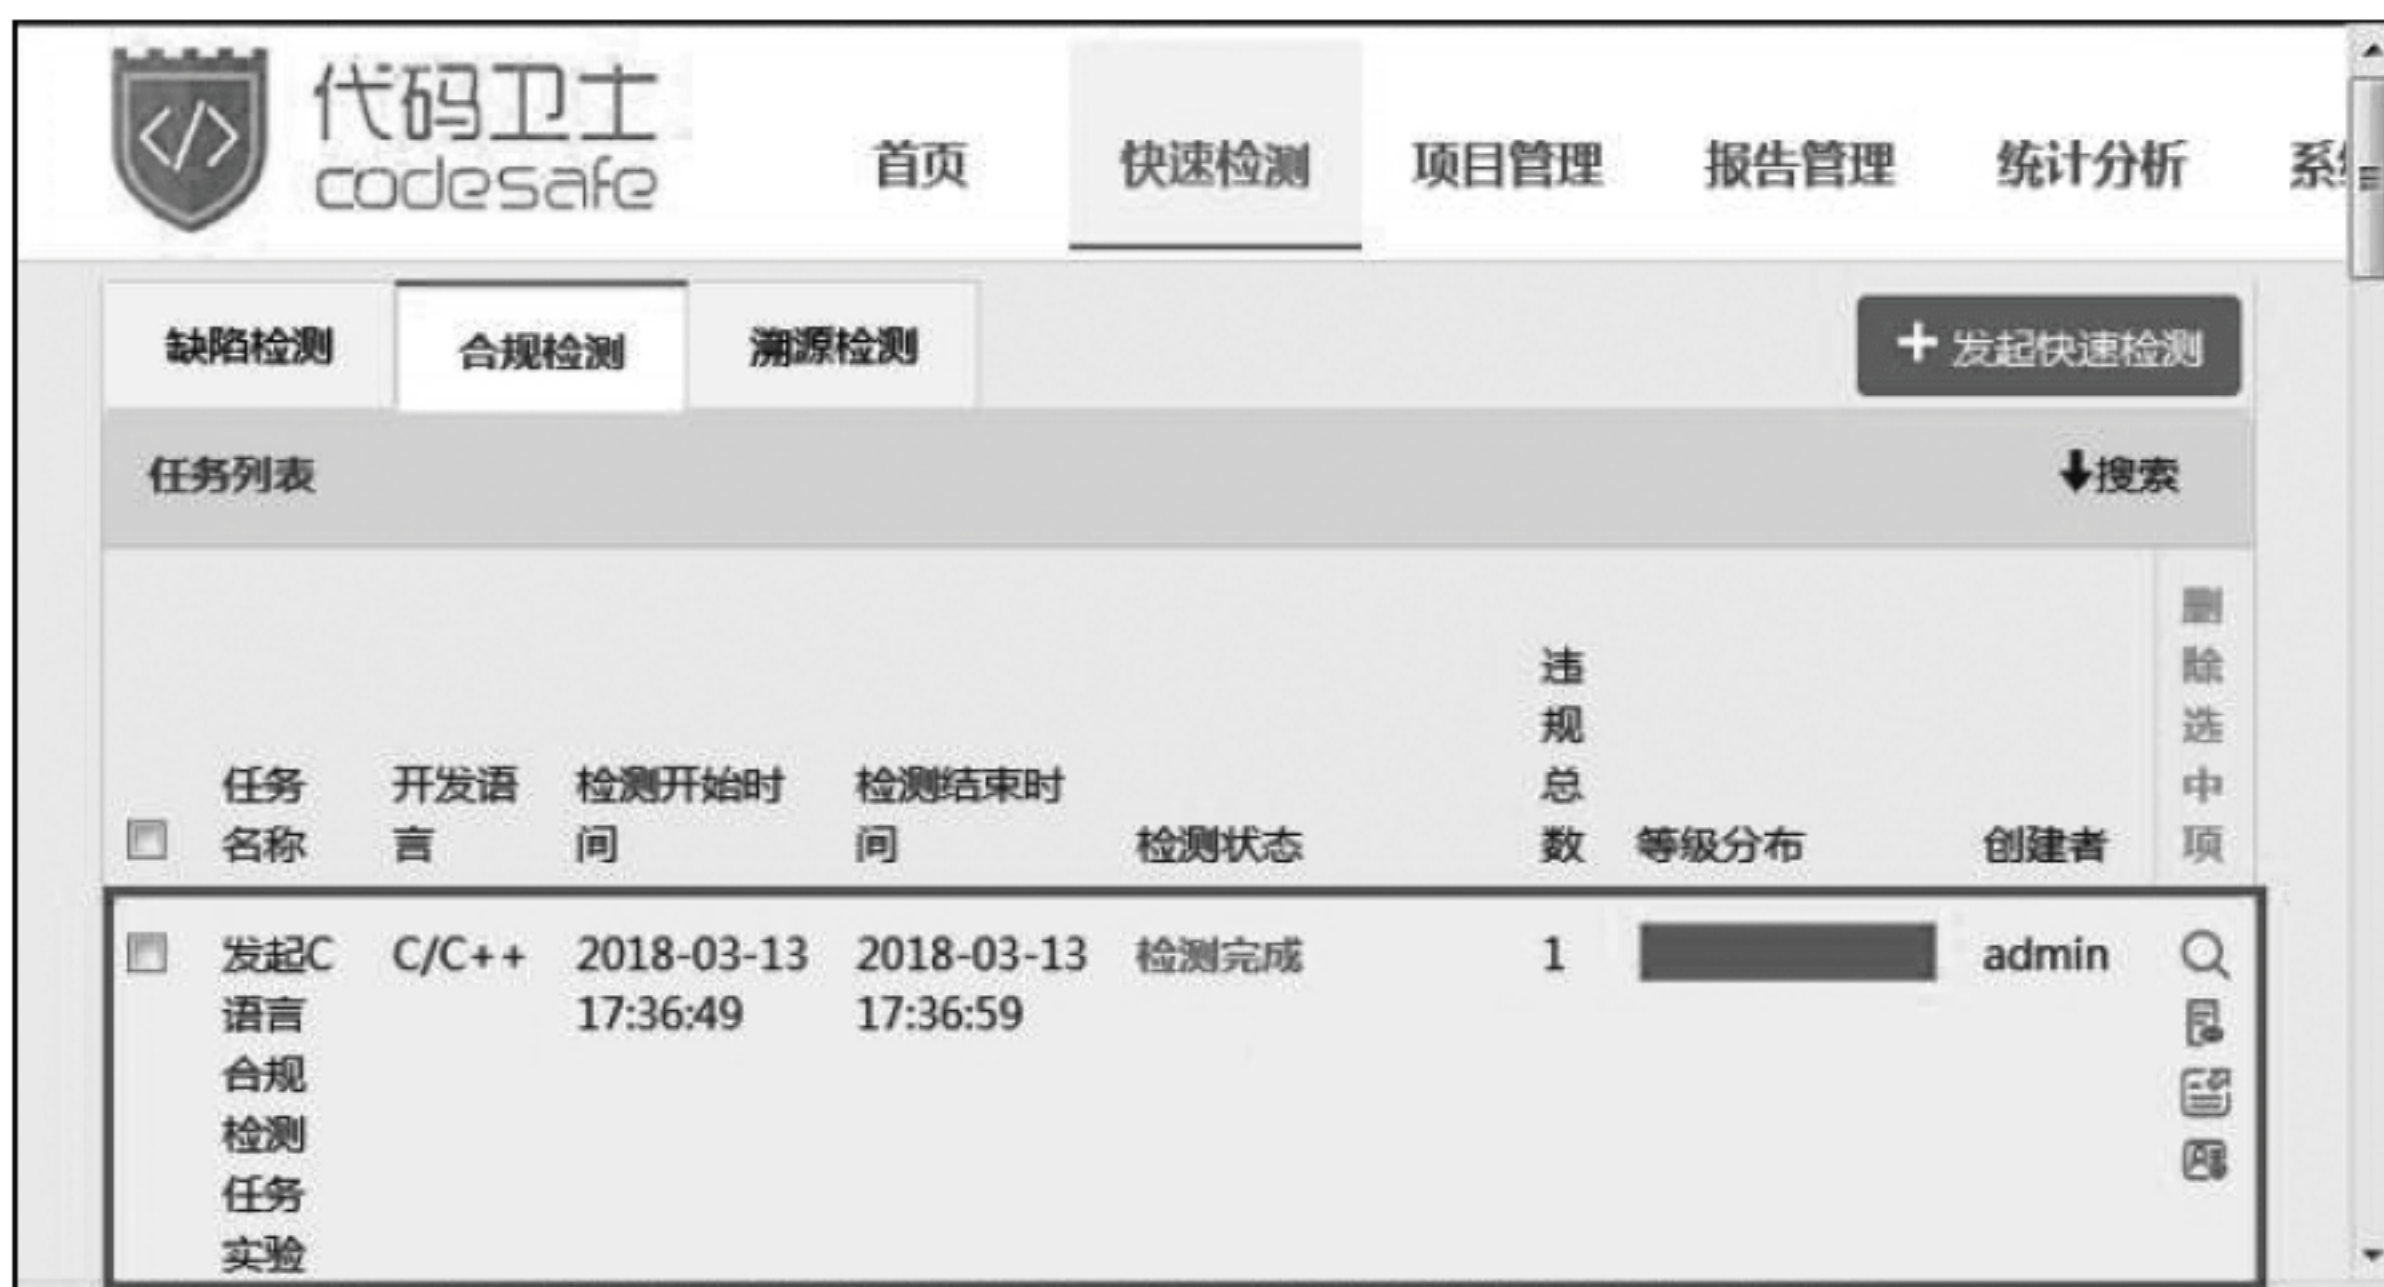 代码卫士
codesafe
首页 快速检测 项目管理 报告管理 统计分析
缺陷检测 合规检测 溯源检测 +发起快速检测
任务列表 搜索
任务名称 开发语言 检测开始时间 检测结束时间 检测状态 违规总数 等级分布 创建者 删除选中项
发起C C/C++ 2018-03-13 2018-03-13 检测完成 1 admin
语言 17:36:49 17:36:59
合规
检测
任务
实验